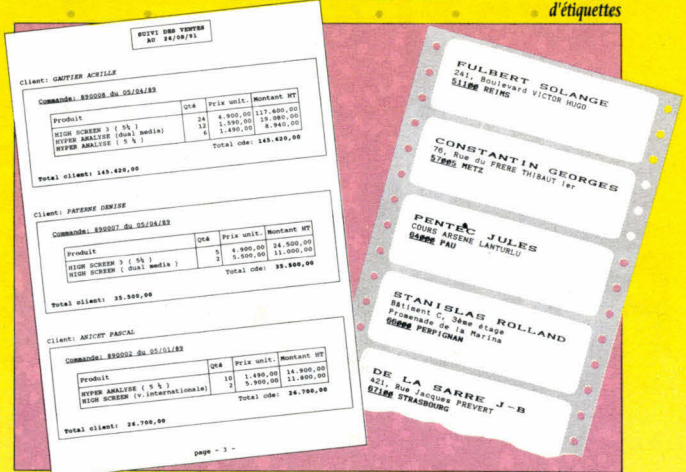 d'étiquettes
SUIVI DES VENTES
AU 24/08/91
Client: GAUTIER ACHILLE
Commande: 890008 du 05/04/89
Produit Qté Prix unit. Montant HT
HIGH SCREEN 3 ( 5¼ ) 24 4.900,00 117.600,00
HYPER ANALYSE (dual media) 12 1.590,00 19.080,00
HYPER ANALYSE ( 5 ¼ ) 6 1.490,00 8.940,00
Total cde: 145.620,00
Total client: 145.620,00
Client: PATERNE DENISE
Commande: 890007 du 05/04/89
Produit Qté Prix unit. Montant HT
HIGH SCREEN 3 ( 5¼ ) 5 4.900,00 24.500,00
HIGH SCREEN ( dual media ) 2 5.500,00 11.000,00
Total cde: 35.500,00
Total client: 35.500,00
Client: ANICET PASCAL
Commande: 890002 du 05/01/89
Produit Qté Prix unit. Montant HT
HYPER ANALYSE ( 5 ¼ ) 10 1.490,00 14.900,00
HIGH SCREEN (v.internationale) 2 5.900,00 11.800,00
Total cde: 26.700,00
Total client: 26.700,00
page - 3 -
FULBERT SOLANGE
241, Boulevard VICTOR HUGO
51100 REIMS
CONSTANTIN GEORGES
76, Rue du FRERE THIBAUT 1er
57005 METZ
PENTEC JULES
COURS ARSENE LANTURLU
64000 PAU
STANISLAS ROLLAND
Bâtiment C, 3ème étage
Promenade de la Marina
66000 PERPIGNAN
DE LA SARRE J-B
421, Rue Jacques PREVERT
67100 STRASBOURG